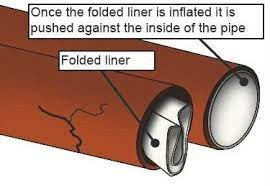 Once the folded liner is inflated it is
pushed against the inside of the pipe
Folded liner